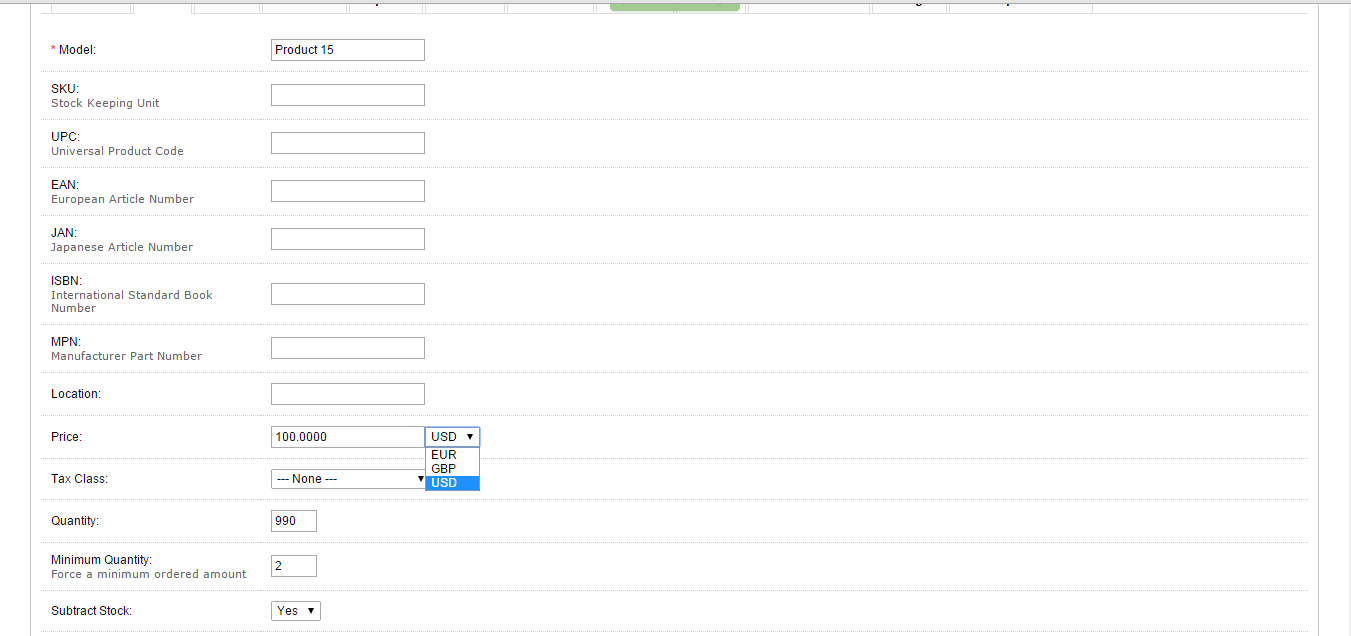 * Model: Product 15
SKU:
Stock Keeping Unit
UPC:
Universal Product Code
EAN:
European Article Number
JAN:
Japanese Article Number
ISBN:
International Standard Book
Number
MPN:
Manufacturer Part Number
Location:
Price: 100.0000 USD
EUR
GBP
USD
Tax Class: --- None ---
Quantity: 990
Minimum Quantity:
Force a minimum ordered amount
2
Subtract Stock: Yes